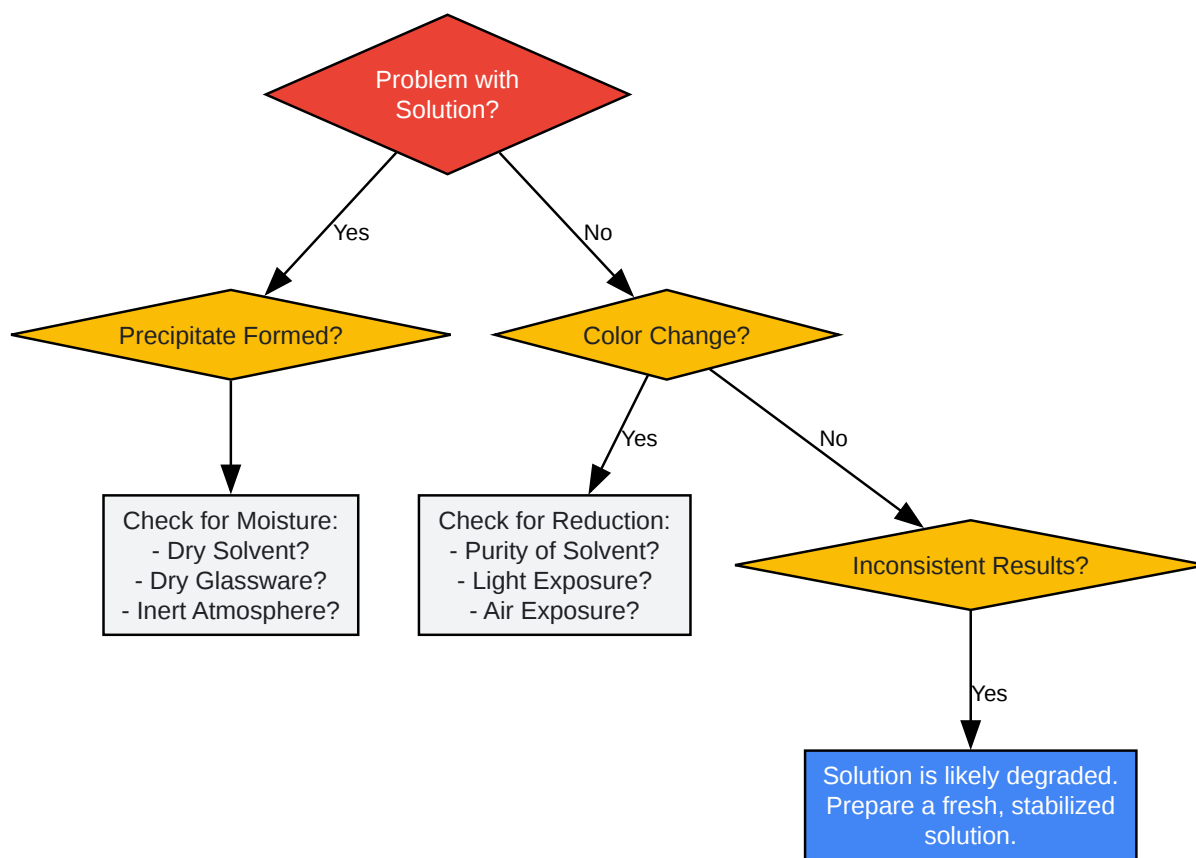 Problem with
Solution?
Yes
No
Precipitate Formed?
Color Change?
Yes
No
Check for Moisture:
- Dry Solvent?
- Dry Glassware?
- Inert Atmosphere?
Check for Reduction:
- Purity of Solvent?
- Light Exposure?
- Air Exposure?
Inconsistent Results?
Yes
Solution is likely degraded.
Prepare a fresh, stabilized
solution.